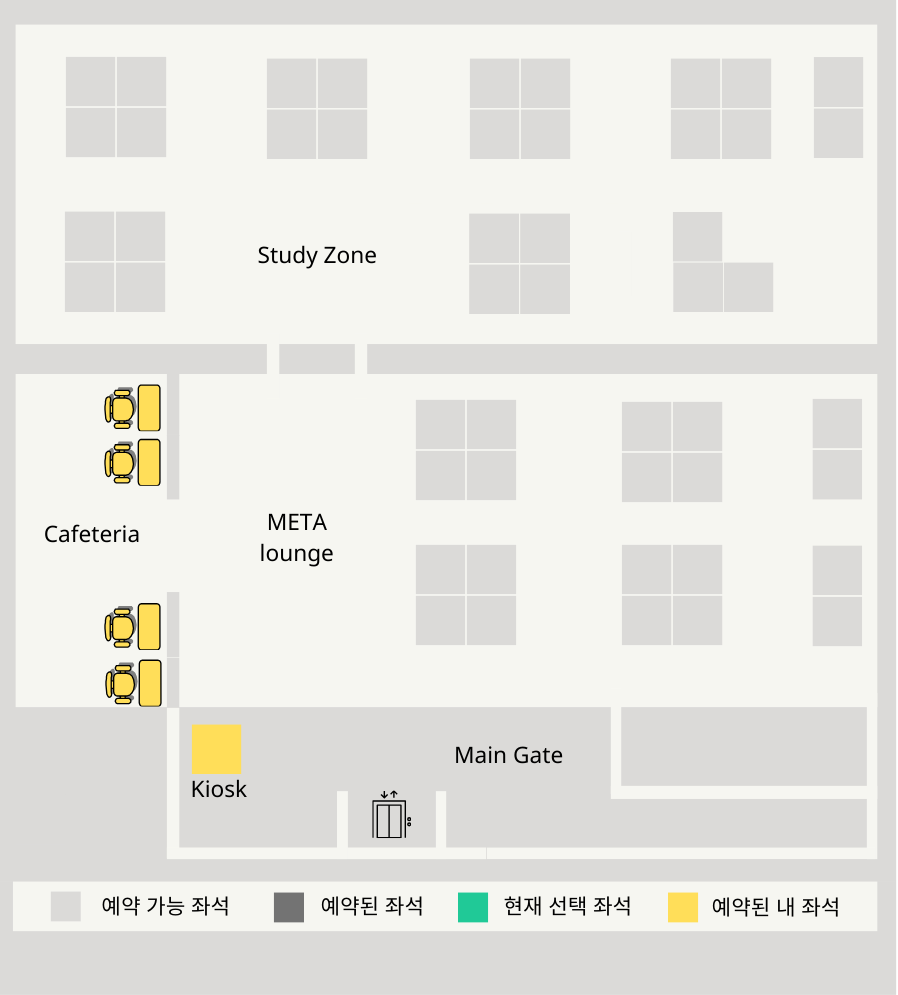 Study Zone
Cafeteria
META
lounge
Main Gate
Kiosk
예약 가능 좌석
예약된 좌석
현재 선택 좌석
예약된 내 좌석